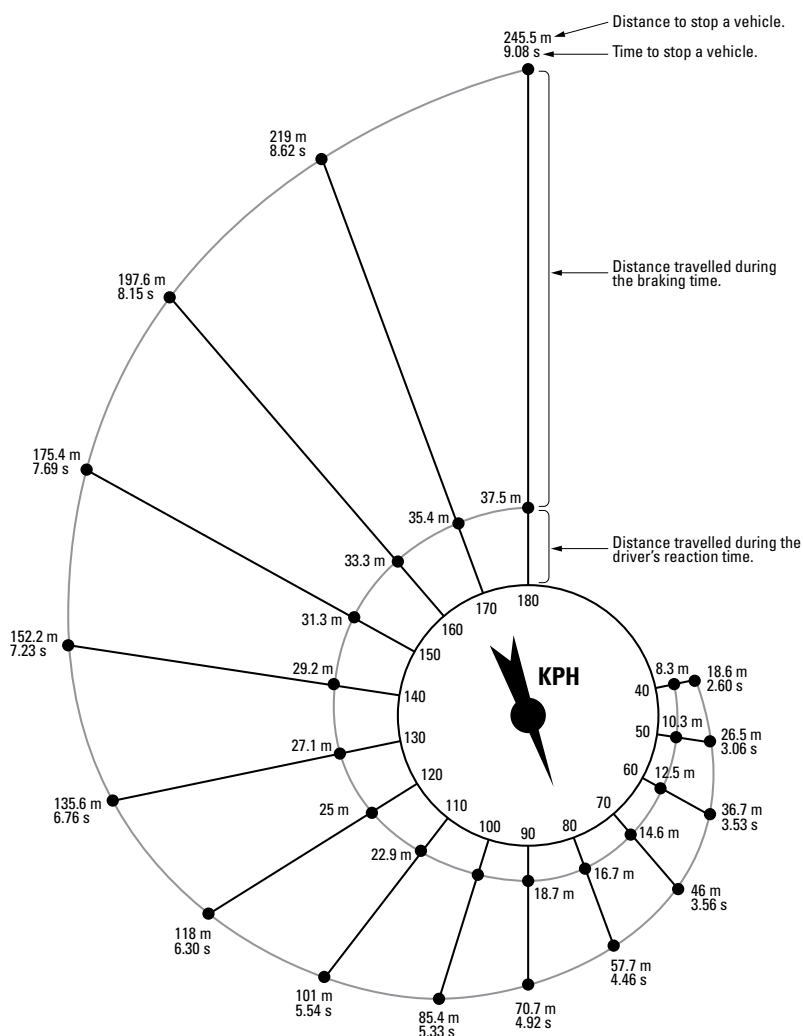 Distance to stop a vehicle.
245.5 m
9.08 s
Time to stop a vehicle.
219 m
8.62 s
197.6 m
8.15 s
Distance travelled during
the braking time.
175.4 m
7.69 s
37.5 m
35.4 m
33.3 m
Distance travelled during the
driver's reaction time.
31.3 m
29.2 m
27.1 m
25 m
22.9 m
152.2 m
7.23 s
180
170
160
150
140
130
120
110
100
90
80
70
60
50
40
KPH
8.3 m
18.6 m
2.60 s
10.3 m
26.5 m
3.06 s
12.5 m
36.7 m
3.53 s
14.6 m
46 m
3.56 s
16.7 m
57.7 m
4.46 s
18.7 m
70.7 m
4.92 s
85.4 m
5.33 s
101 m
5.54 s
118 m
6.30 s
135.6 m
6.76 s